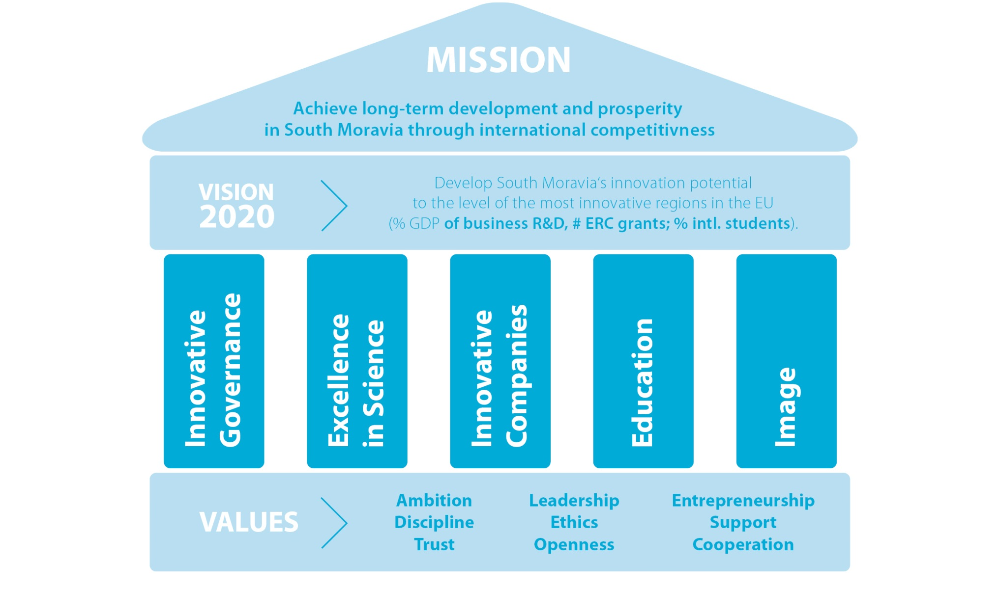 MISSION
Achieve long-term development and prosperity
in South Moravia through international competitivness
VISION
2020
Develop South Moravia‘s innovation potential
to the level of the most innovative regions in the EU
(% GDP of business R&D, # ERC grants; % intl. students).
Innovative
Governance
Excellence
in Science
Innovative
Companies
Education
Image
VALUES
Ambition
Discipline
Trust
Leadership
Ethics
Openness
Entrepreneurship
Support
Cooperation